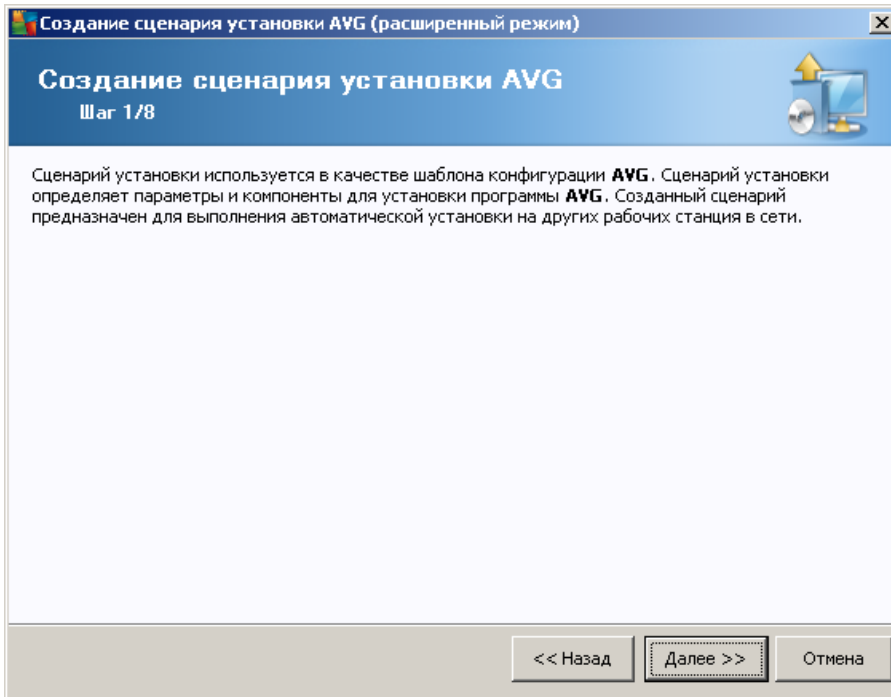 Создание сценария установки AVG (расширенный режим)
Создание сценария установки AVG
Шаг 1/8
Сценарий установки используется в качестве шаблона конфигурации AVG. Сценарий установки
определяет параметры и компоненты для установки программы AVG. Созданный сценарий
предназначен для выполнения автоматической установки на других рабочих станция в сети.
<< Назад
Далее >>
Отмена